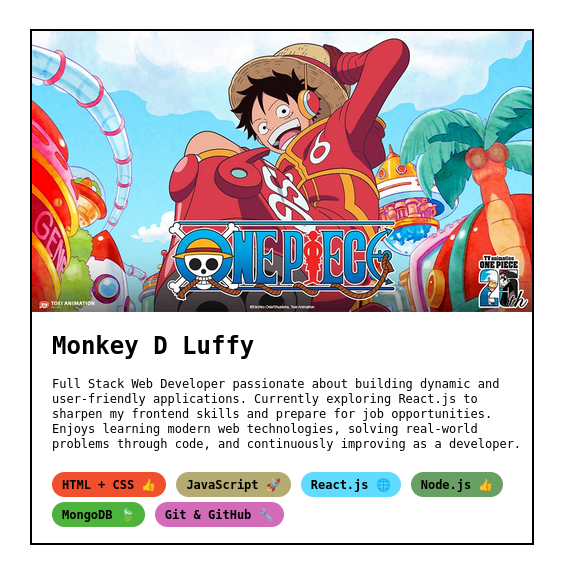 GEN
ONE PIECE
TV animation
ONE PIECE
25th
TOEI ANIMATION
©Eiichiro Oda/Shueisha, Toei Animation
Monkey D Luffy
Full Stack Web Developer passionate about building dynamic and
user-friendly applications. Currently exploring React.js to
sharpen my frontend skills and prepare for job opportunities.
Enjoys learning modern web technologies, solving real-world
problems through code, and continuously improving as a developer.
HTML + CSS 👍 JavaScript 🚀 React.js 🌐 Node.js 👍
MongoDB 🍃 Git & GitHub 🔧